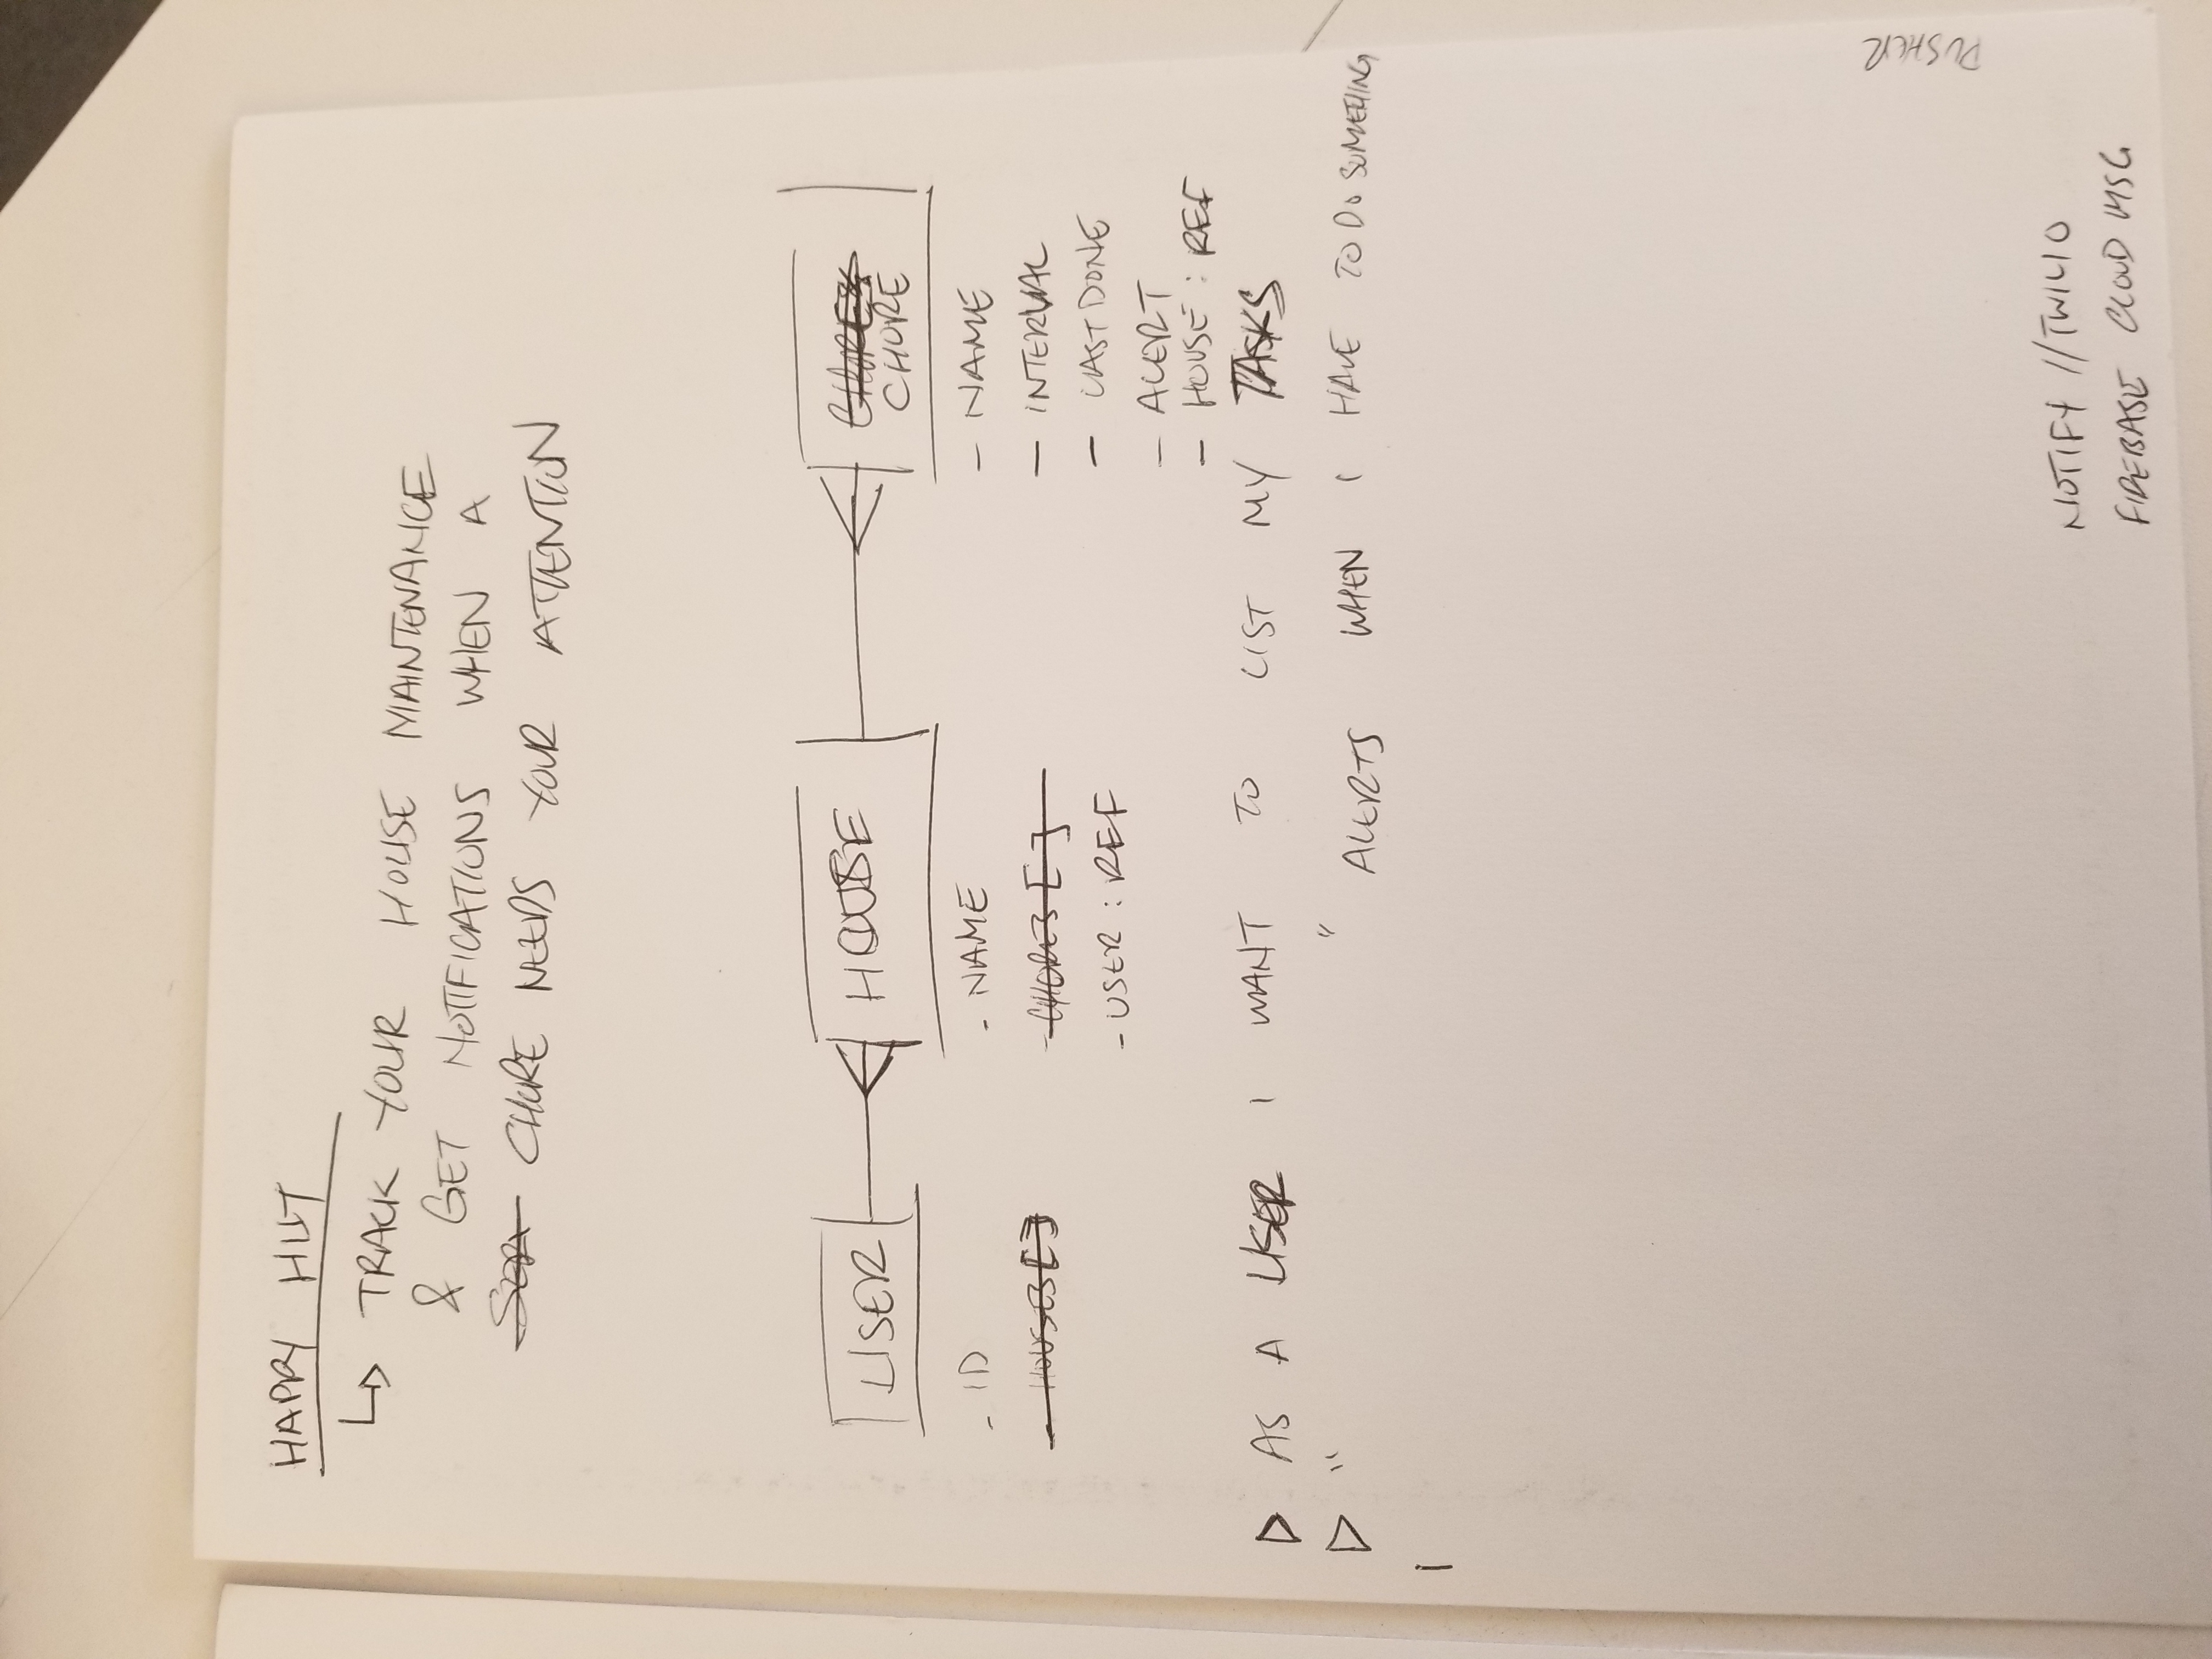 HAPPY HUT
TRACK YOUR HOUSE MAINTENANCE
& GET NOTIFICATIONS WHEN A
CHORE NEEDS YOUR ATTENTION
USER
- ID
- HOUSES []
HOUSE
- NAME
- CHORES []
- USER : REF
CHORES
CHORE
- NAME
- INTERVAL
- LAST DONE
- ALERT
- HOUSE : REF
AS A USER I WANT TO LIST MY TASKS
" " ALERTS WHEN I HAVE TO DO SOMETHING
PUSHER
NOTIFY // TWILIO
FIREBASE CLOUD MSG